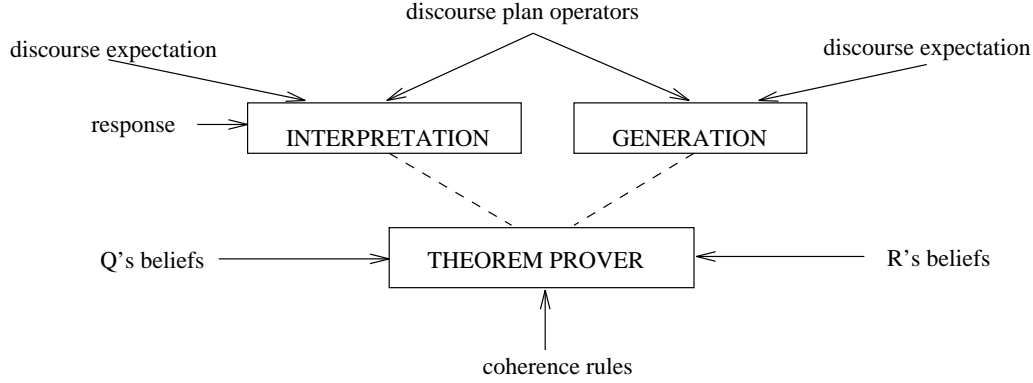 discourse plan operators
discourse expectation
discourse expectation
response
INTERPRETATION
GENERATION
Q's beliefs
THEOREM PROVER
R's beliefs
coherence rules